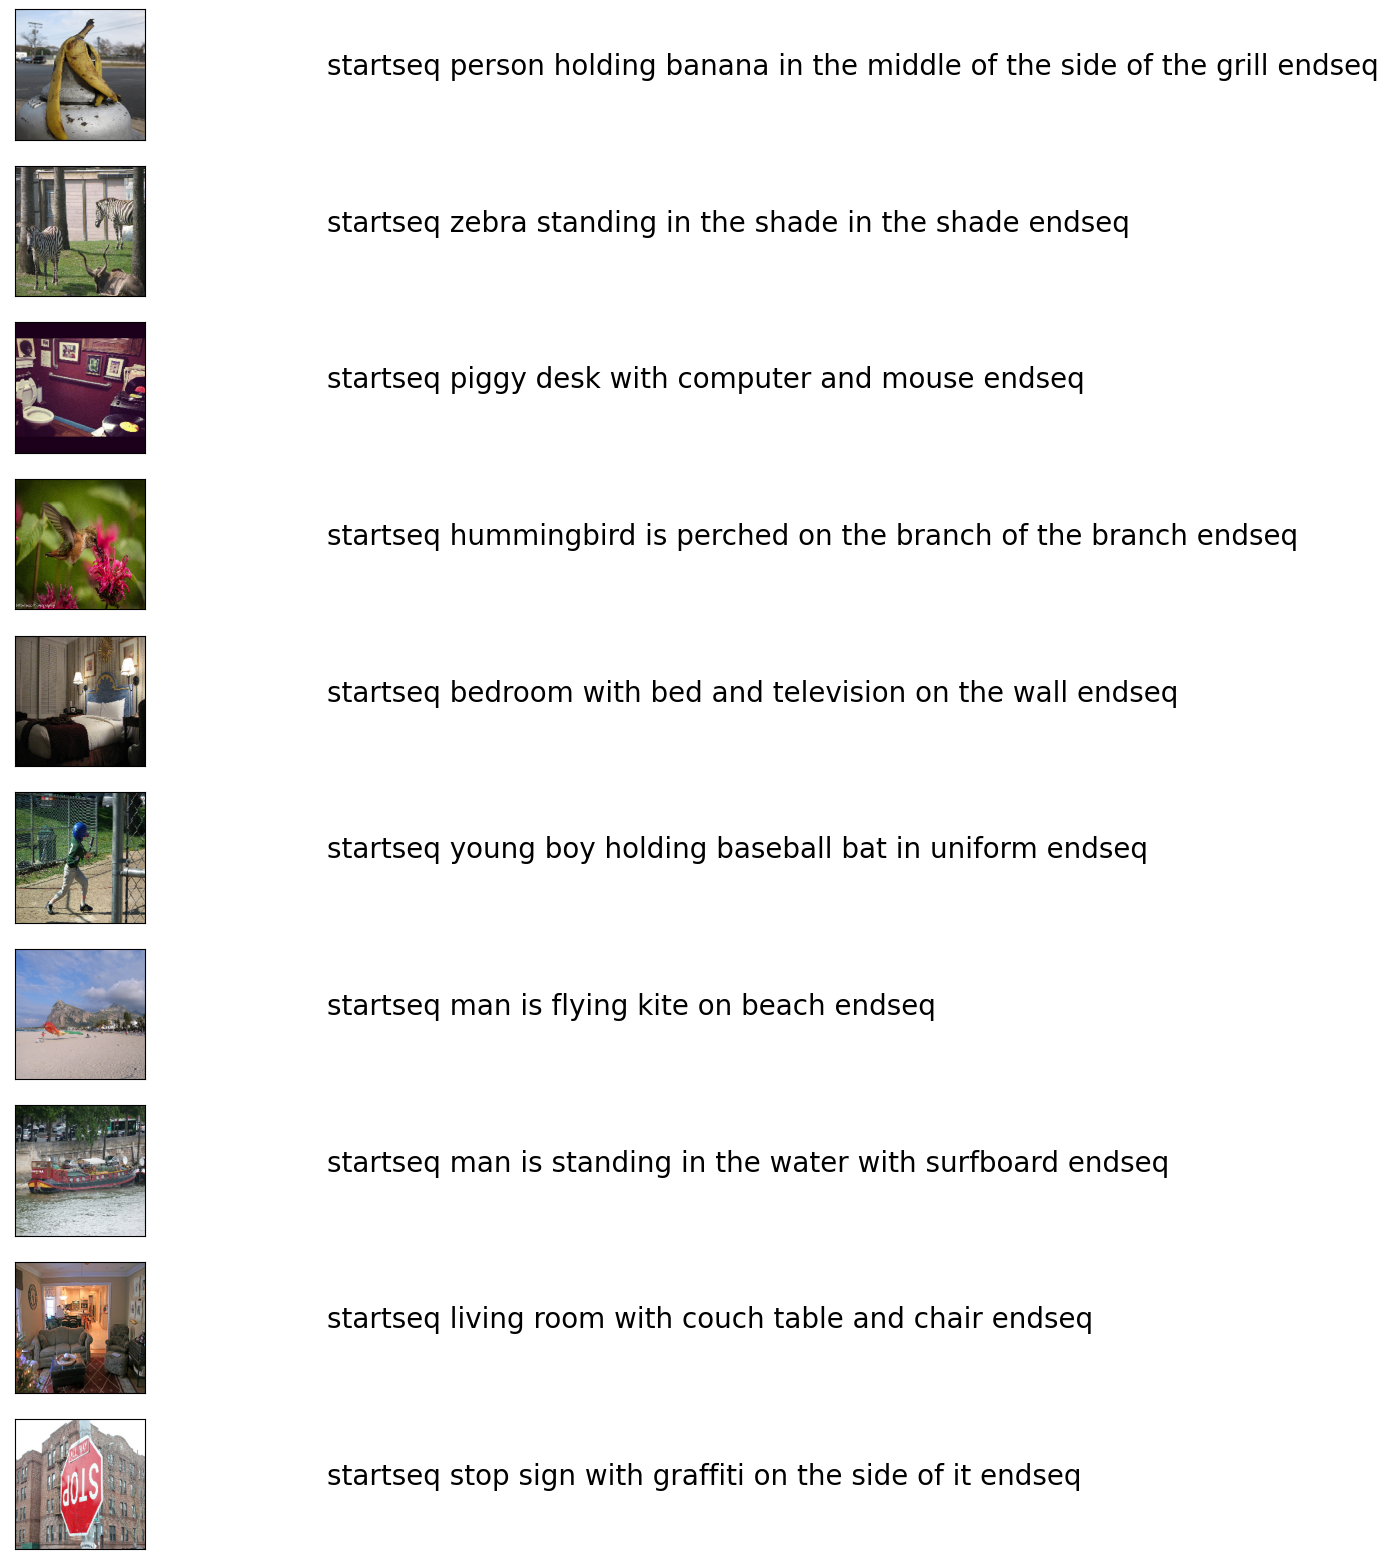 startseq person holding banana in the middle of the side of the grill endseq
startseq zebra standing in the shade in the shade endseq
startseq piggy desk with computer and mouse endseq
startseq hummingbird is perched on the branch of the branch endseq
startseq bedroom with bed and television on the wall endseq
startseq young boy holding baseball bat in uniform endseq
startseq man is flying kite on beach endseq
startseq man is standing in the water with surfboard endseq
startseq living room with couch table and chair endseq
STOP
startseq stop sign with graffiti on the side of it endseq